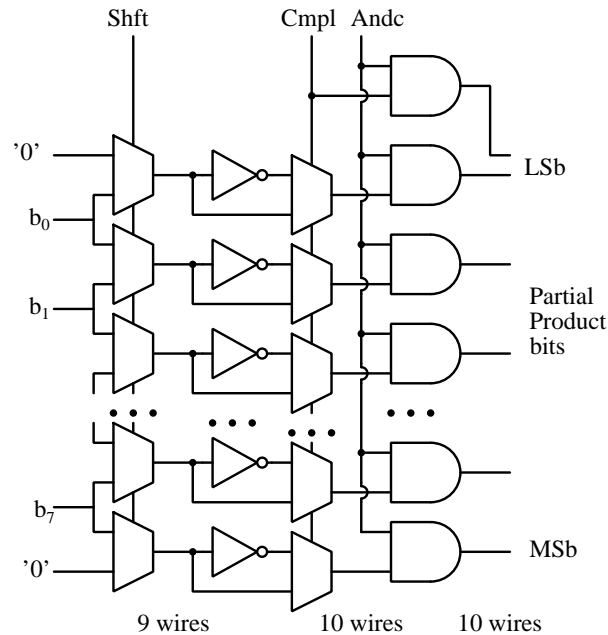 Shft Cmpl Andc
'0'
LSb
b0
b1
Partial
Product
bits
b7
'0'
MSb
9 wires 10 wires 10 wires